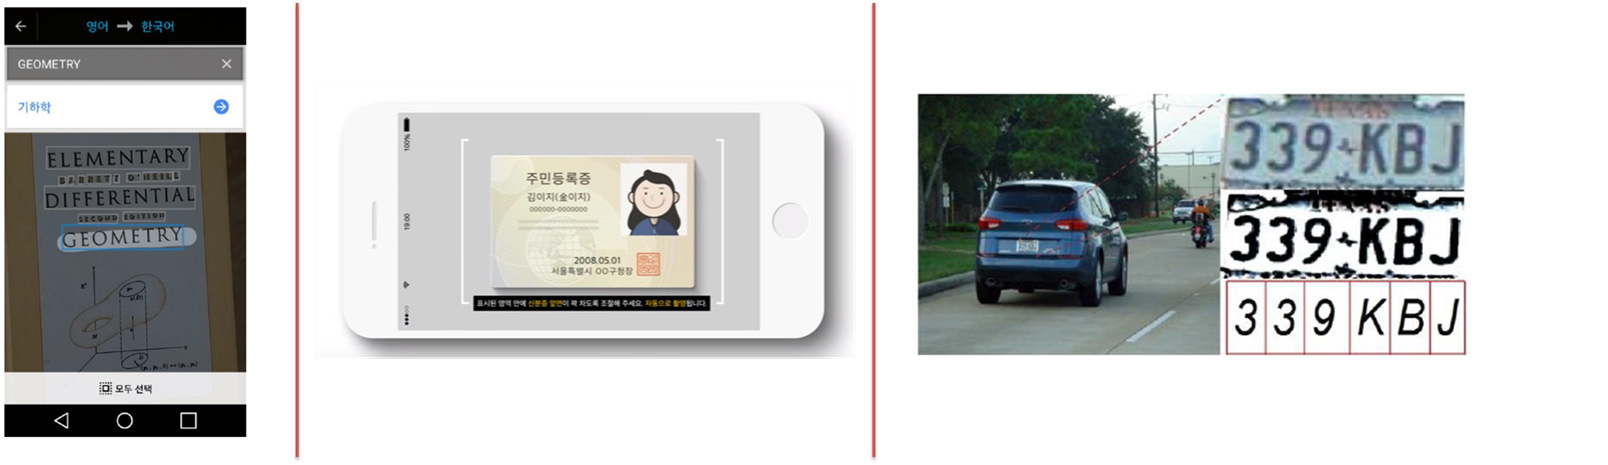 영어 → 한국어
GEOMETRY
기하학
ELEMENTARY
BARRETT O'NEILL
DIFFERENTIAL
SECOND EDITION
GEOMETRY
모두 선택
100%
19:00
주민등록증
김이지(金이지)
000000-0000000
2008.05.01
서울특별시 OO구청장
표시된 영역 안에 신분증 앞면이 꽉 차도록 조절해 주세요. 자동으로 촬영됩니다.
TEXAS
339 KBJ
339 KBJ
339KBJ